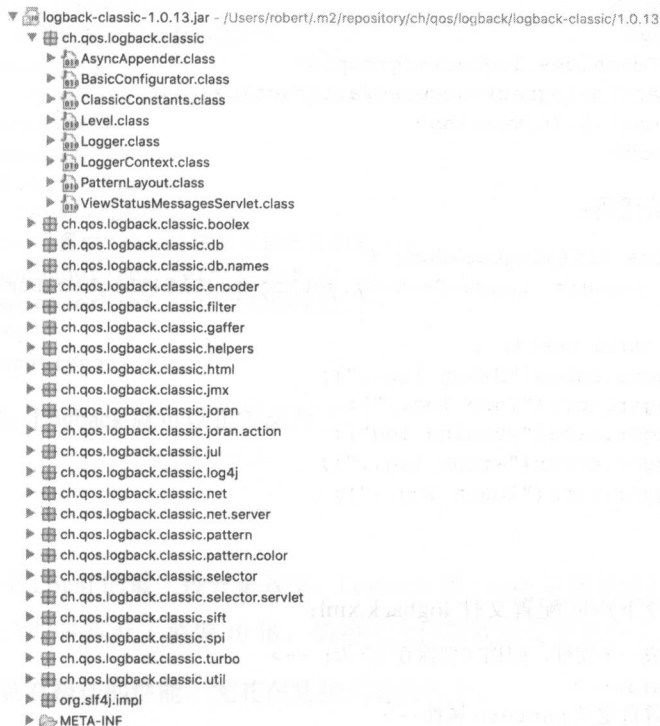 logback-classic-1.0.13.jar - /Users/robert/.m2/repository/ch/qos/logback/logback-classic/1.0.13
ch.qos.logback.classic
AsyncAppender.class
BasicConfigurator.class
ClassicConstants.class
Level.class
Logger.class
LoggerContext.class
PatternLayout.class
ViewStatusMessagesServlet.class
ch.qos.logback.classic.boolex
ch.qos.logback.classic.db
ch.qos.logback.classic.db.names
ch.qos.logback.classic.encoder
ch.qos.logback.classic.filter
ch.qos.logback.classic.gaffer
ch.qos.logback.classic.helpers
ch.qos.logback.classic.html
ch.qos.logback.classic.jmx
ch.qos.logback.classic.joran
ch.qos.logback.classic.joran.action
ch.qos.logback.classic.jul
ch.qos.logback.classic.log4j
ch.qos.logback.classic.net
ch.qos.logback.classic.net.server
ch.qos.logback.classic.pattern
ch.qos.logback.classic.pattern.color
ch.qos.logback.classic.selector
ch.qos.logback.classic.selector.servlet
ch.qos.logback.classic.sift
ch.qos.logback.classic.spi
ch.qos.logback.classic.turbo
ch.qos.logback.classic.util
org.slf4j.impl
META-INF